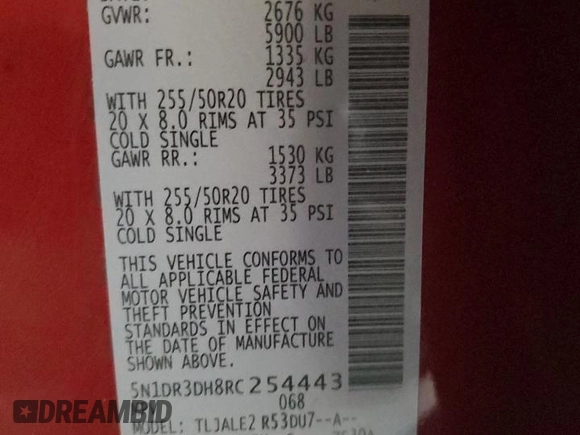 GVWR: 2676 KG
5900 LB
GAWR FR.: 1335 KG
2943 LB
WITH 255/50R20 TIRES
20 X 8.0 RIMS AT 35 PSI
COLD SINGLE
GAWR RR.: 1530 KG
3373 LB
WITH 255/50R20 TIRES
20 X 8.0 RIMS AT 35 PSI
COLD SINGLE
THIS VEHICLE CONFORMS TO
ALL APPLICABLE FEDERAL
MOTOR VEHICLE SAFETY AND
THEFT PREVENTION
STANDARDS IN EFFECT ON
THE DATE OF MANUFACTURE
SHOWN ABOVE.
5N1DR3DH8RC254443
068
MODEL: TLJALE2 R53DU7--A--
DREAMBID